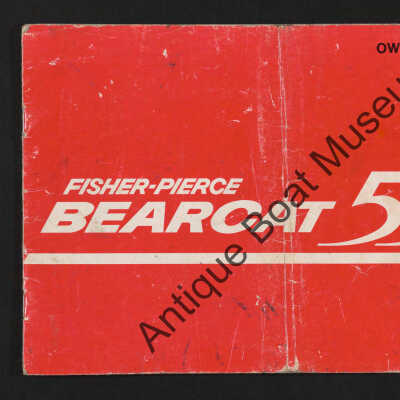 OW
FISHER-PIERCE
BEARCAT 5
Antique Boat Museu